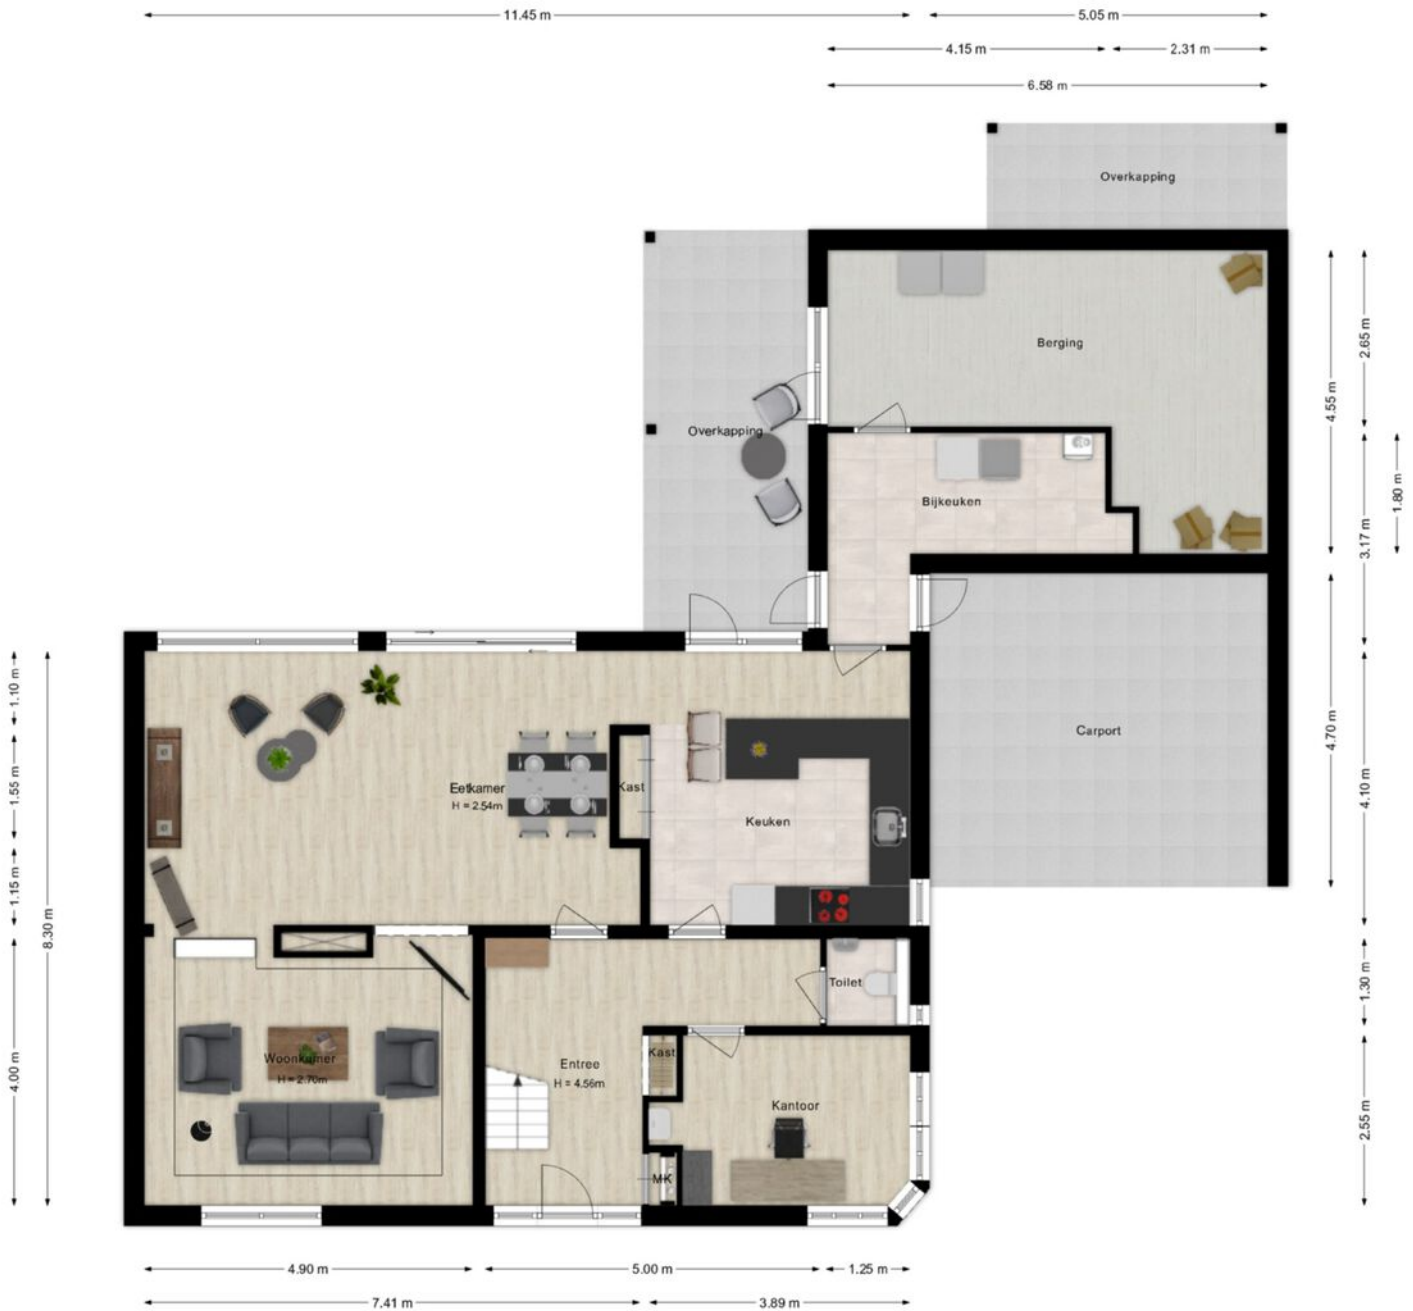 11.45 m
5.05 m
4.15 m
2.31 m
6.58 m
Overkapping
Berging
2.65 m
4.55 m
Overkapping
1.80 m
Bijkeuken
3.17 m
1.10 m
Carport
4.70 m
Eetkamer
H = 2.54m
Kast
1.55 m
4.10 m
Keuken
1.15 m
8.30 m
Toilet
1.30 m
Woonkamer
H = 2.70m
Entree
H = 4.56m
Kast
4.00 m
Kantoor
2.55 m
MK
4.90 m
5.00 m
1.25 m
7.41 m
3.89 m